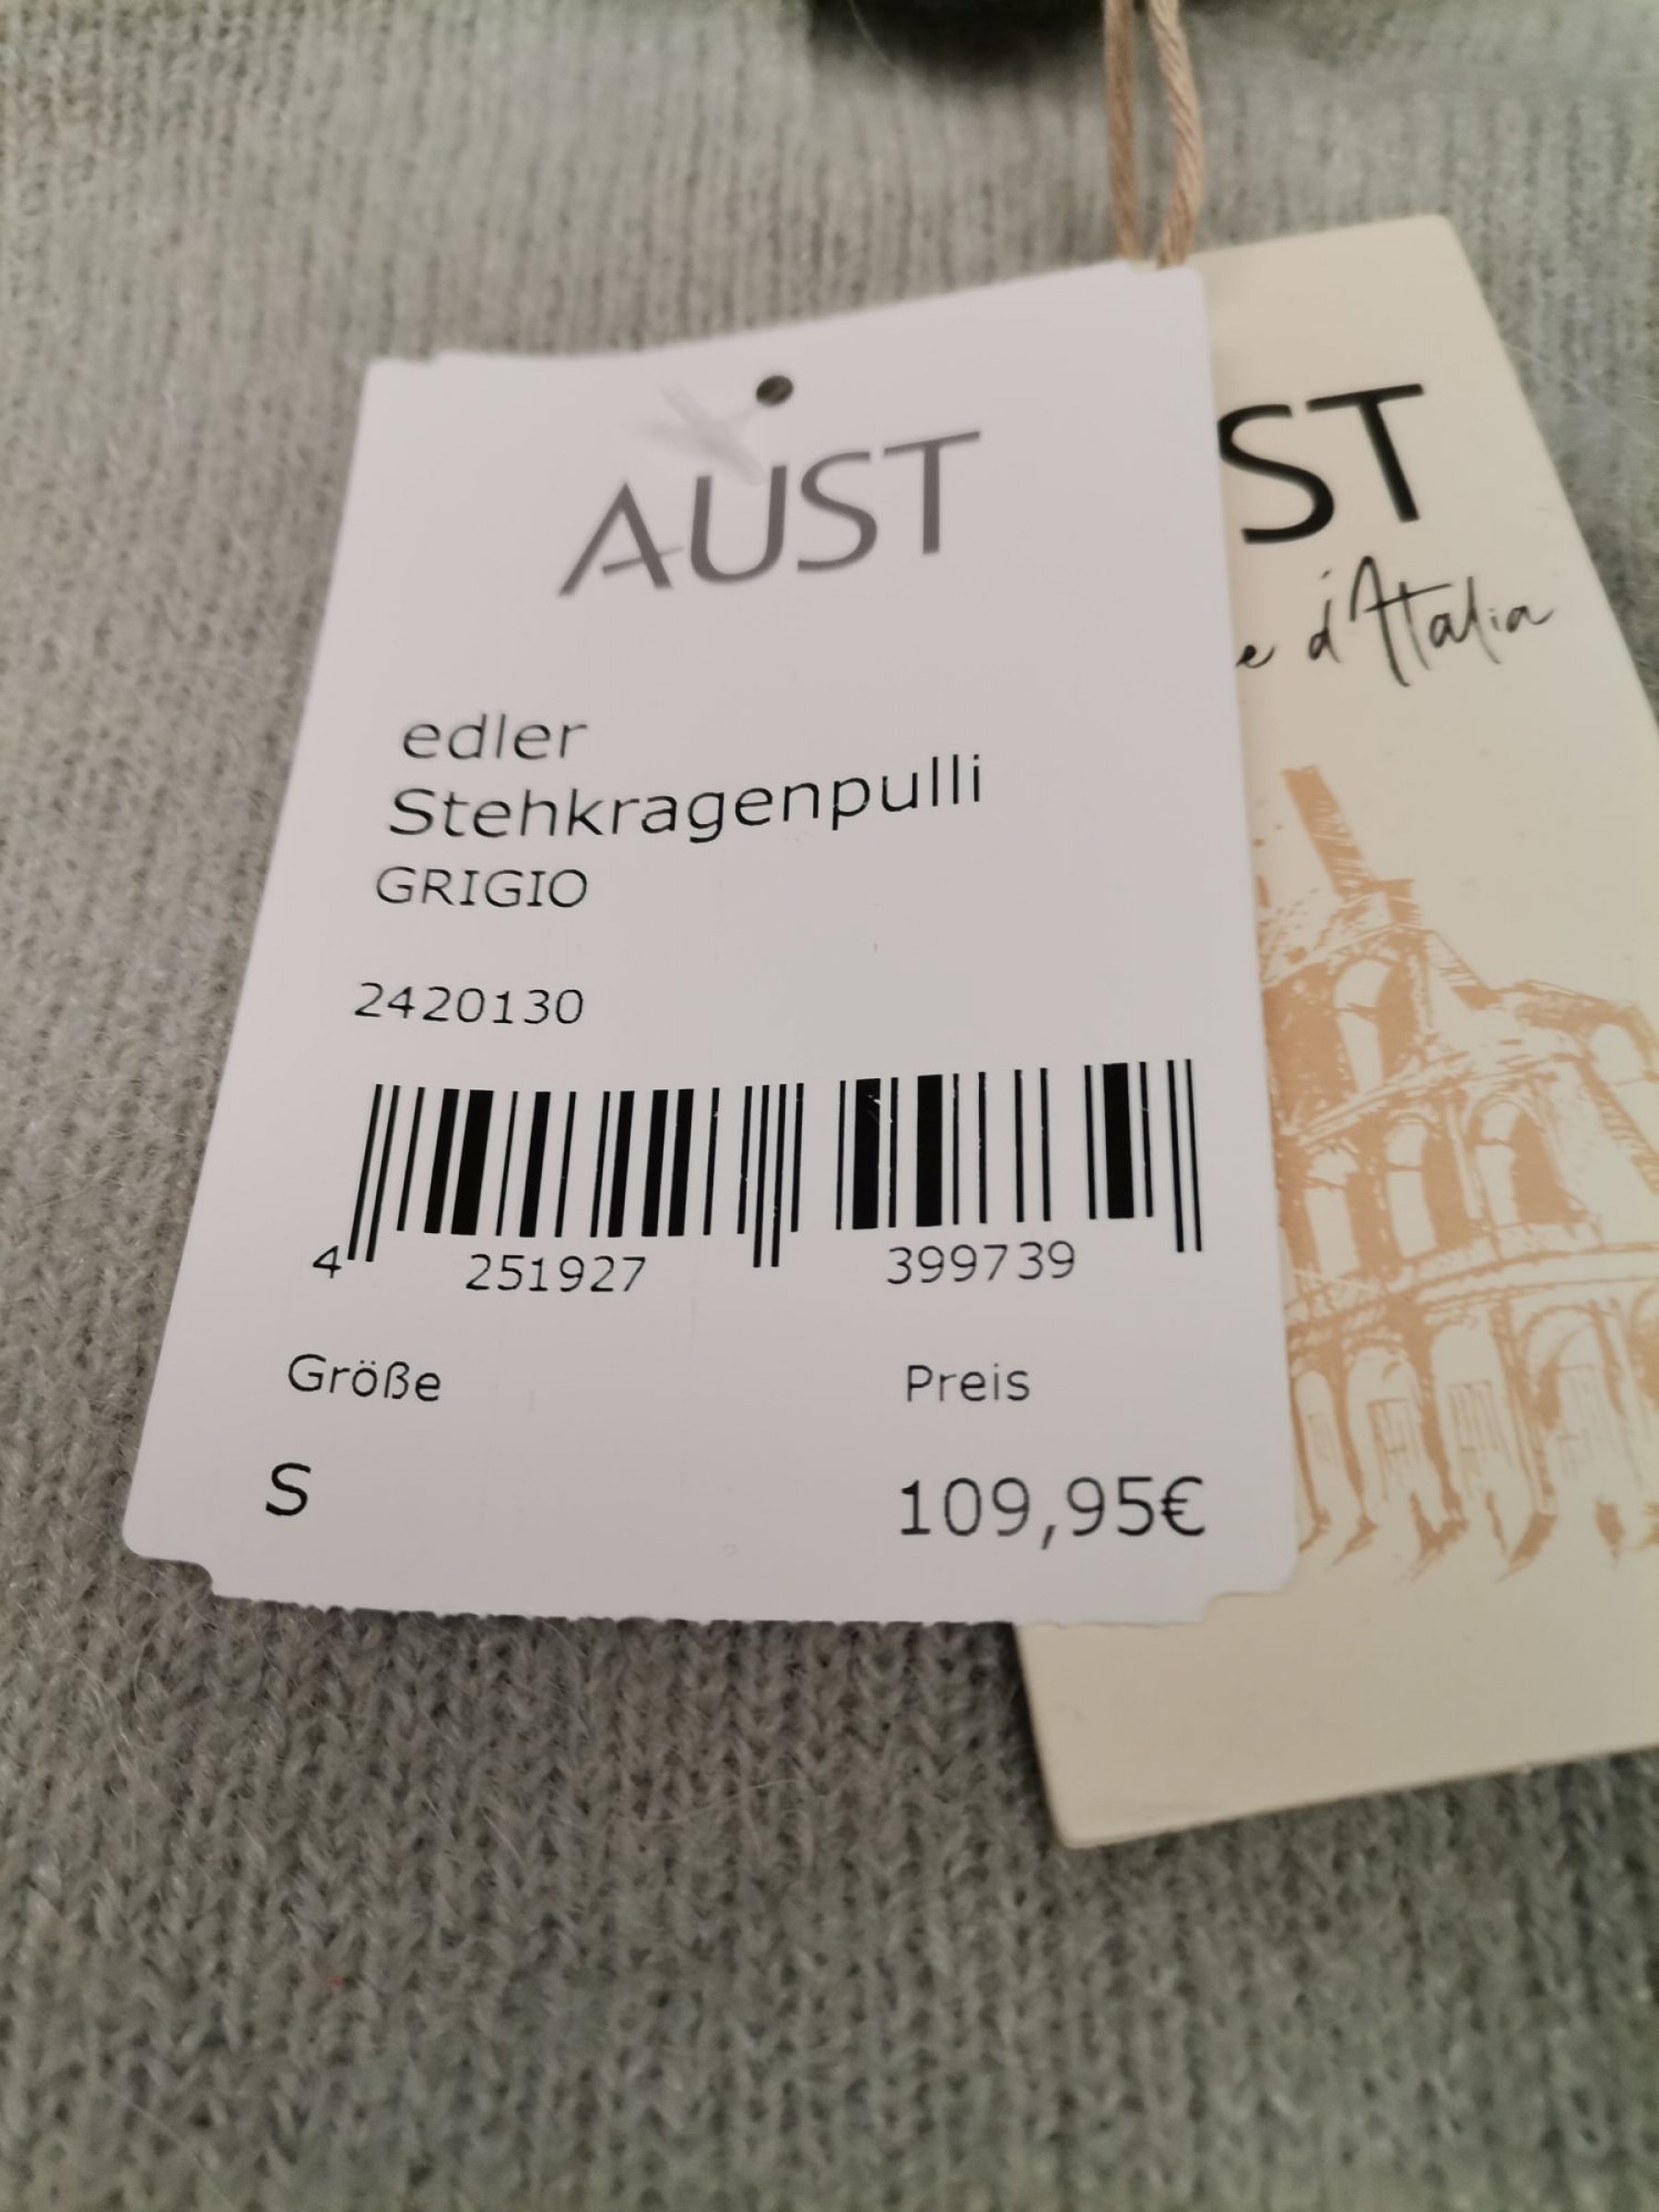 AUST
edler
Stehkragenpulli
GRIGIO
2420130
4 251927 399739
Größe Preis
S 109,95€
ST
e d'Italia